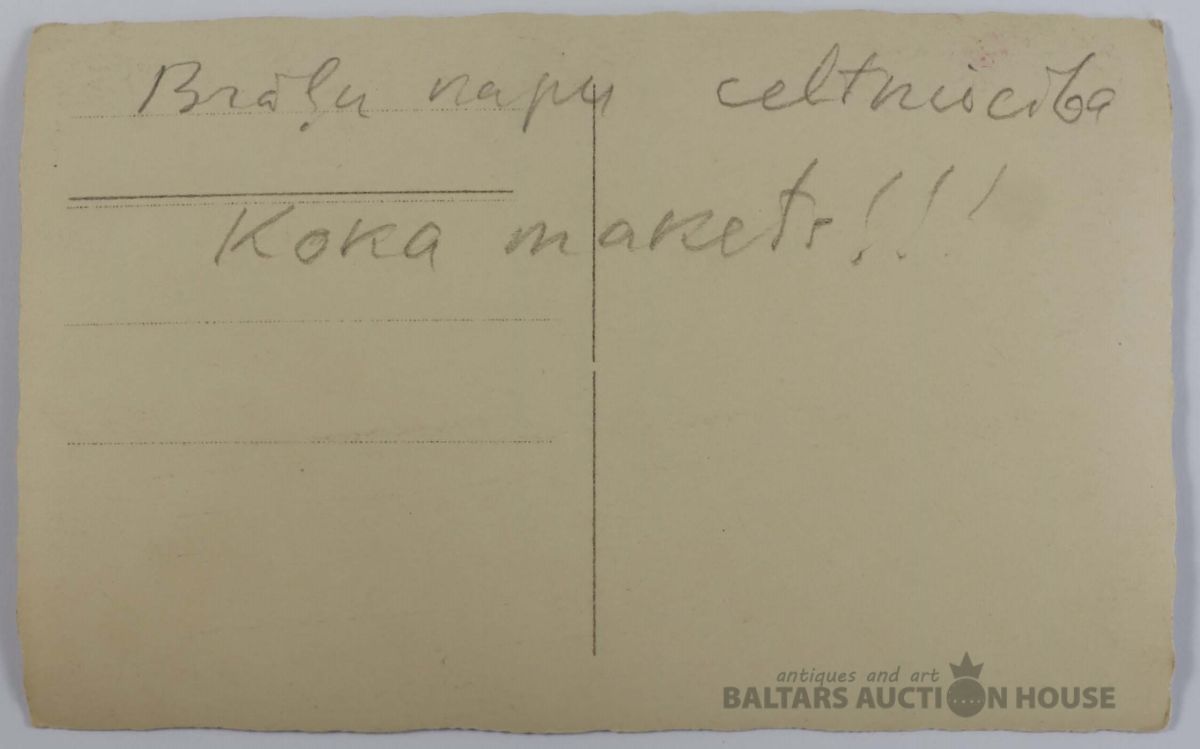 Brāļu kapu celtniecība
Koka makets!!!
antiques and art
BALTARS AUCTION HOUSE